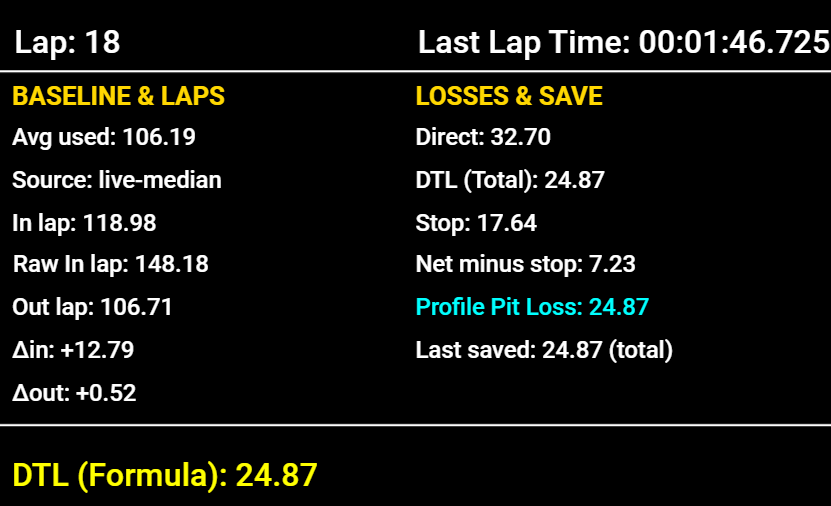 Lap: 18
Last Lap Time: 00:01:46.725
BASELINE & LAPS
Avg used: 106.19
Source: live-median
In lap: 118.98
Raw In lap: 148.18
Out lap: 106.71
Δin: +12.79
Δout: +0.52
LOSSES & SAVE
Direct: 32.70
DTL (Total): 24.87
Stop: 17.64
Net minus stop: 7.23
Profile Pit Loss: 24.87
Last saved: 24.87 (total)
DTL (Formula): 24.87